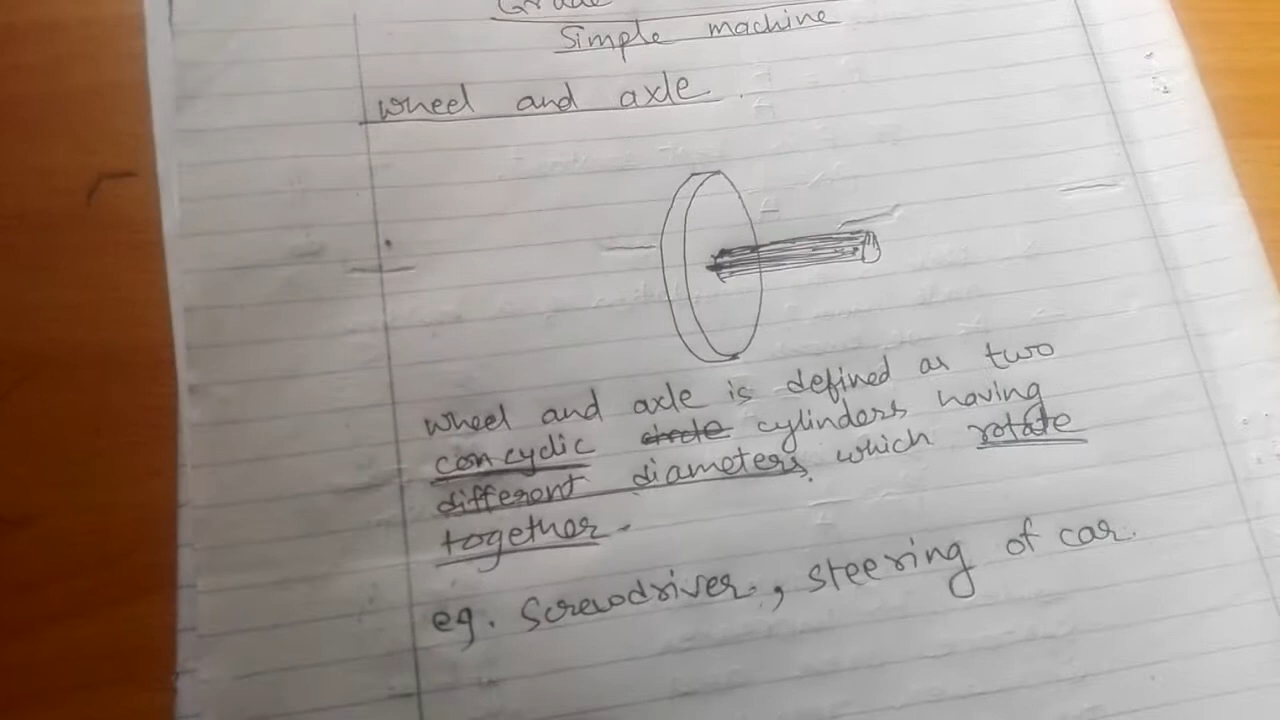 Simple machine
wheel and axle.
wheel and axle is defined as two
concyclic circle cylinders having
different diameters, which rotate
together.
eg. Screwdriver, steering of car.